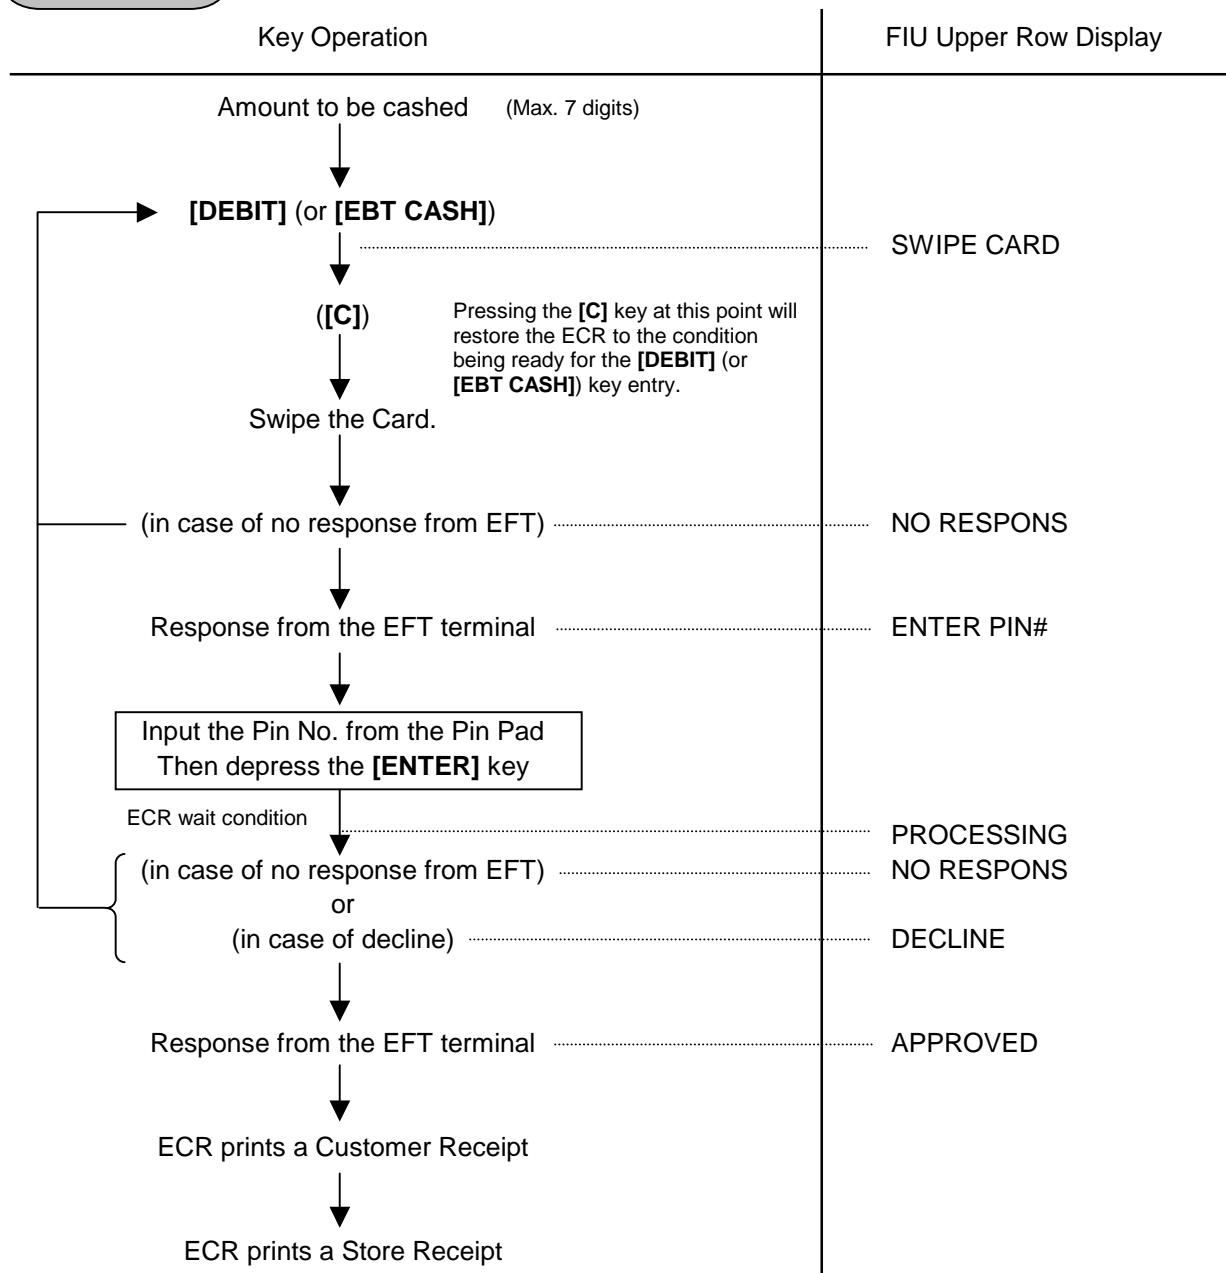 Key Operation FIU Upper Row Display
Amount to be cashed (Max. 7 digits)
[DEBIT] (or [EBT CASH])
SWIPE CARD
([C])
Pressing the [C] key at this point will
restore the ECR to the condition
being ready for the [DEBIT] (or
[EBT CASH]) key entry.
Swipe the Card.
(in case of no response from EFT) NO RESPONS
Response from the EFT terminal ENTER PIN#
Input the Pin No. from the Pin Pad
Then depress the [ENTER] key
ECR wait condition
PROCESSING
(in case of no response from EFT) NO RESPONS
or
(in case of decline) DECLINE
Response from the EFT terminal APPROVED
ECR prints a Customer Receipt
ECR prints a Store Receipt